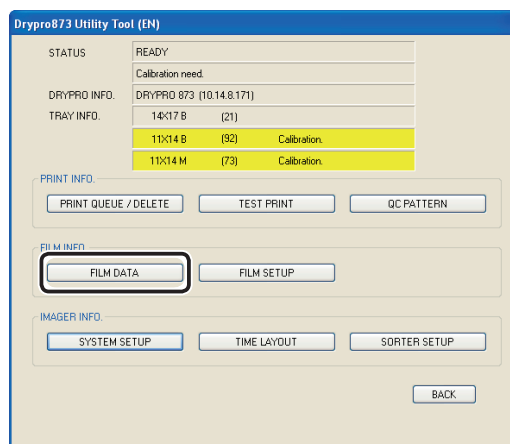 Drypro873 Utility Tool (EN)
STATUS READY
Calibration need.
DRYPRO INFO. DRYPRO 873 (10.14.8.171)
TRAY INFO. 14X17 B (21)
11X14 B (92) Calibration.
11X14 M (73) Calibration.
PRINT INFO.
PRINT QUEUE / DELETE TEST PRINT QC PATTERN
FILM INFO.
FILM DATA FILM SETUP
IMAGER INFO.
SYSTEM SETUP TIME LAYOUT SORTER SETUP
BACK